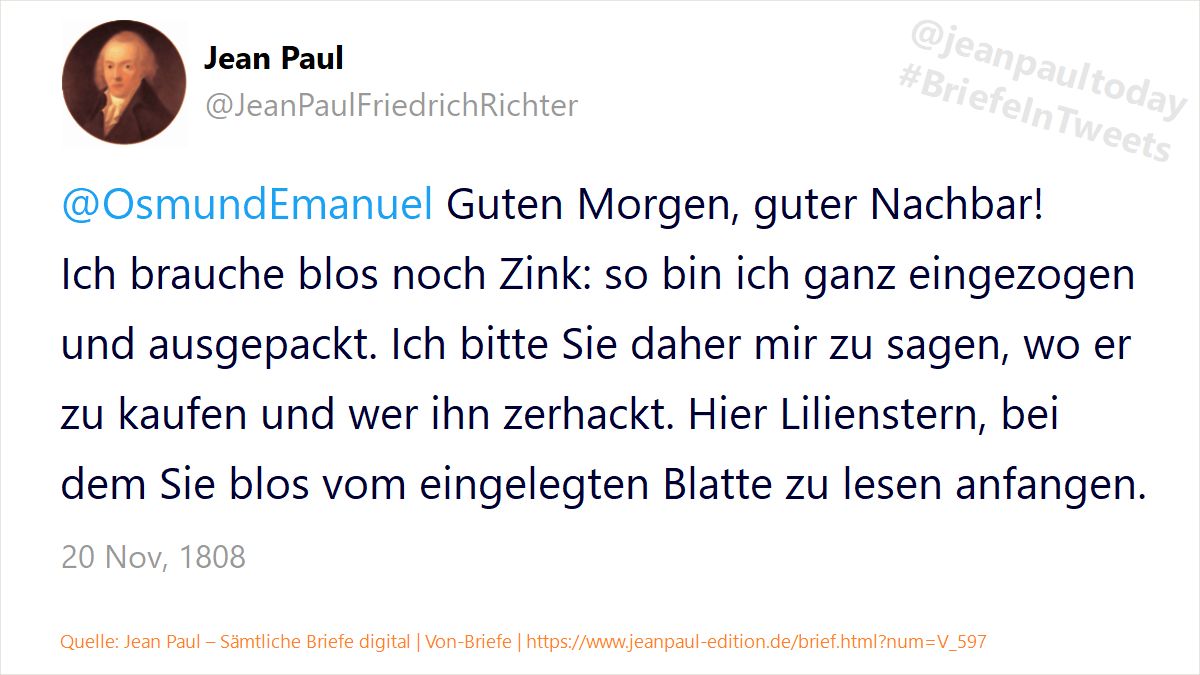 Jean Paul
@JeanPaulFriedrichRichter
@jeanpaultoday
#BriefeInTweets
@OsmundEmanuel Guten Morgen, guter Nachbar!
Ich brauche blos noch Zink: so bin ich ganz eingezogen
und ausgepackt. Ich bitte Sie daher mir zu sagen, wo er
zu kaufen und wer ihn zerhackt. Hier Lilienstern, bei
dem Sie blos vom eingelegten Blatte zu lesen anfangen.
20 Nov, 1808
Quelle: Jean Paul – Sämtliche Briefe digital | Von-Briefe | https://www.jeanpaul-edition.de/brief.html?num=V_597